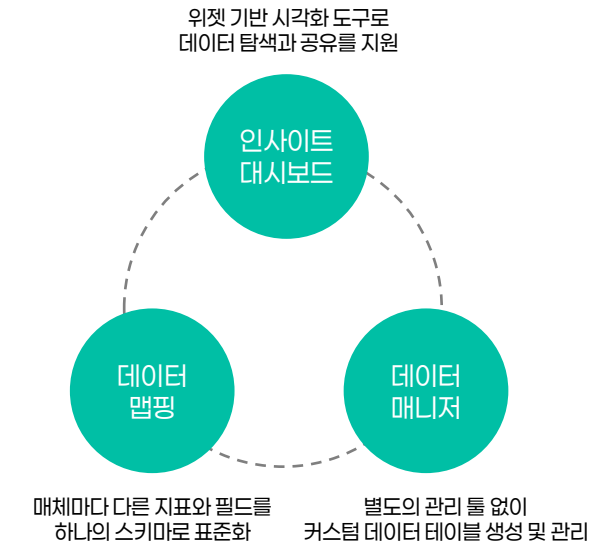 위젯 기반 시각화 도구로
데이터 탐색과 공유를 지원
인사이트
대시보드
데이터
맵핑
데이터
매니저
매체마다 다른 지표와 필드를
하나의 스키마로 표준화
별도의 관리 툴 없이
커스텀 데이터 테이블 생성 및 관리